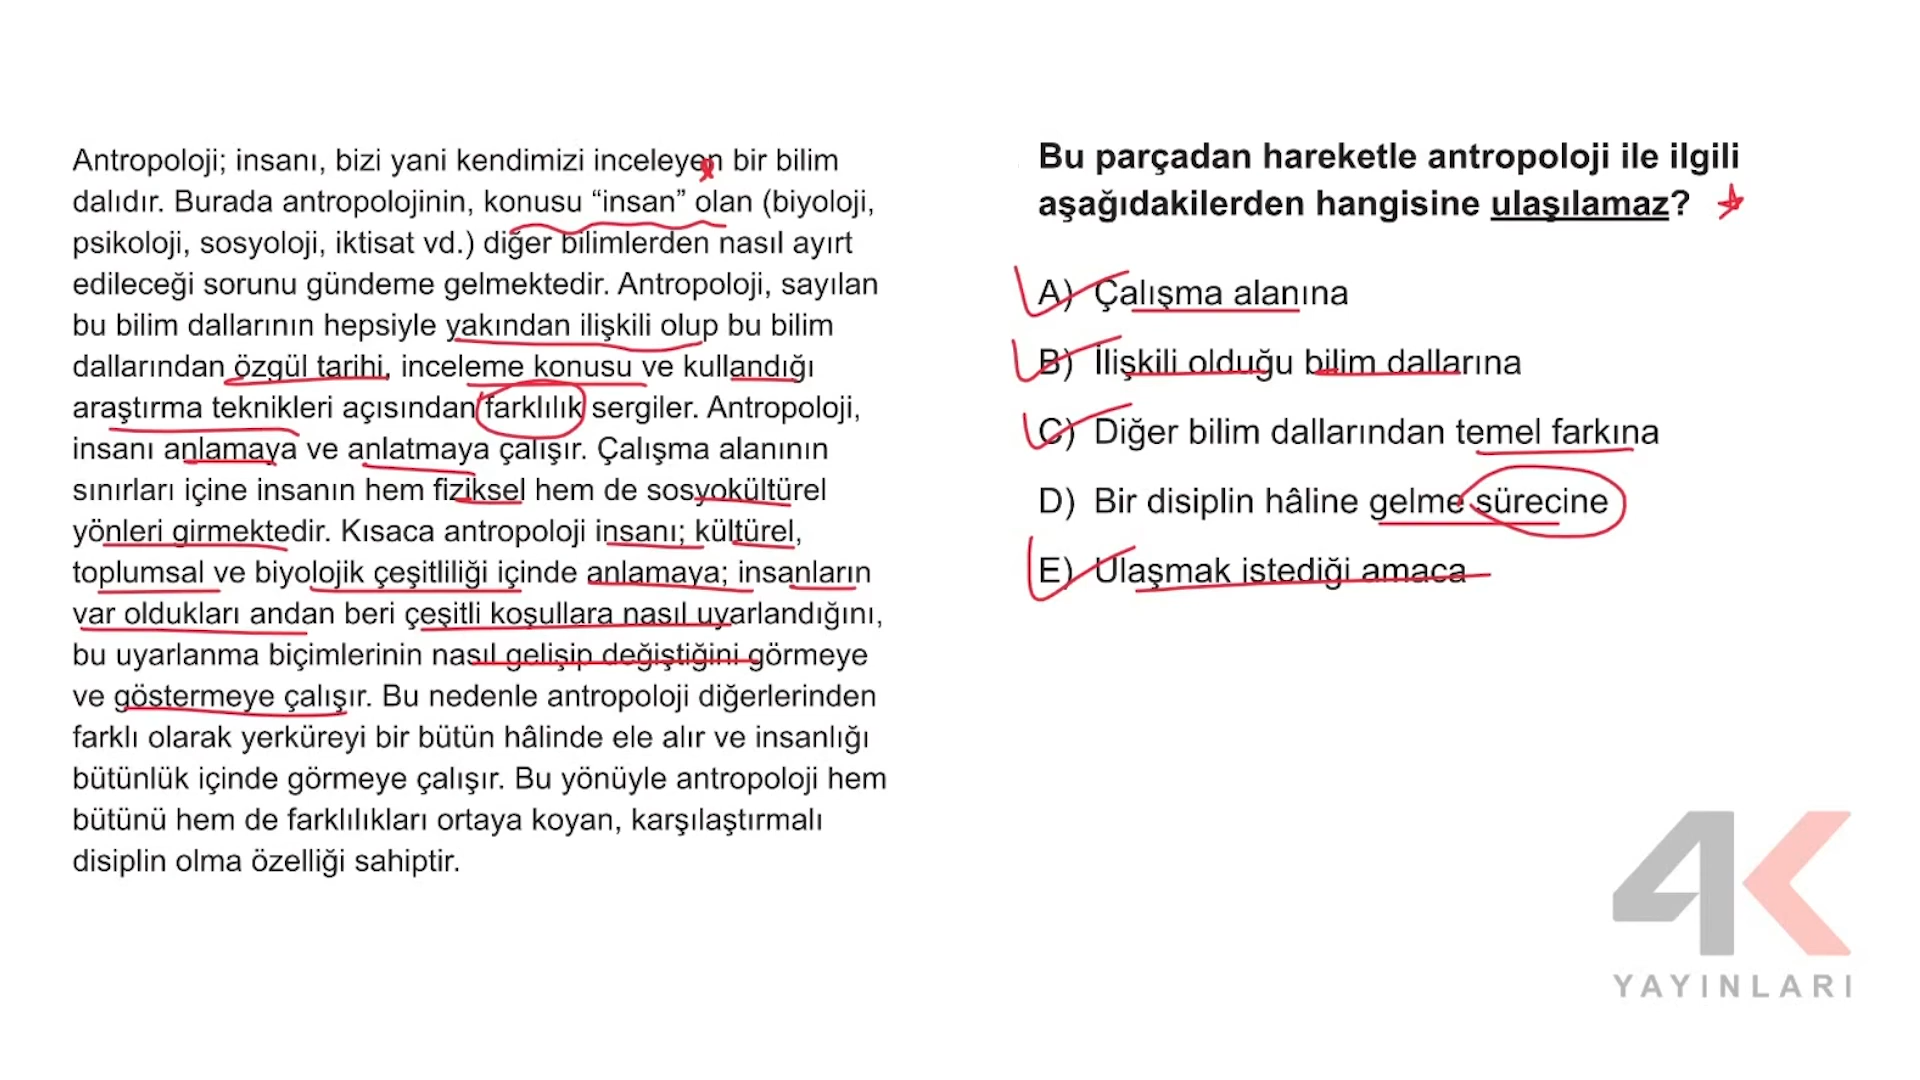 Antropoloji; insanı, bizi yani kendimizi inceleyen bir bilim
dalıdır. Burada antropolojinin, konusu “insan” olan (biyoloji,
psikoloji, sosyoloji, iktisat vd.) diğer bilimlerden nasıl ayırt
edileceği sorunu gündeme gelmektedir. Antropoloji, sayılan
bu bilim dallarının hepsiyle yakından ilişkili olup bu bilim
dallarından özgül tarihi, inceleme konusu ve kullandığı
araştırma teknikleri açısından farklılık sergiler. Antropoloji,
insanı anlamaya ve anlatmaya çalışır. Çalışma alanının
sınırları içine insanın hem fiziksel hem de sosyokültürel
yönleri girmektedir. Kısaca antropoloji insanı; kültürel,
toplumsal ve biyolojik çeşitliliği içinde anlamaya; insanların
var oldukları andan beri çeşitli koşullara nasıl uyarlandığını,
bu uyarlanma biçimlerinin nasıl gelişip değiştiğini görmeye
ve göstermeye çalışır. Bu nedenle antropoloji diğerlerinden
farklı olarak yerküreyi bir bütün hâlinde ele alır ve insanlığı
bütünlük içinde görmeye çalışır. Bu yönüyle antropoloji hem
bütünü hem de farklılıkları ortaya koyan, karşılaştırmalı
disiplin olma özelliği sahiptir.
Bu parçadan hareketle antropoloji ile ilgili
aşağıdakilerden hangisine ulaşılamaz?
A) Çalışma alanına
B) İlişkili olduğu bilim dallarına
C) Diğer bilim dallarından temel farkına
D) Bir disiplin hâline gelme sürecine
E) Ulaşmak istediği amaca
4K
YAYINLARI